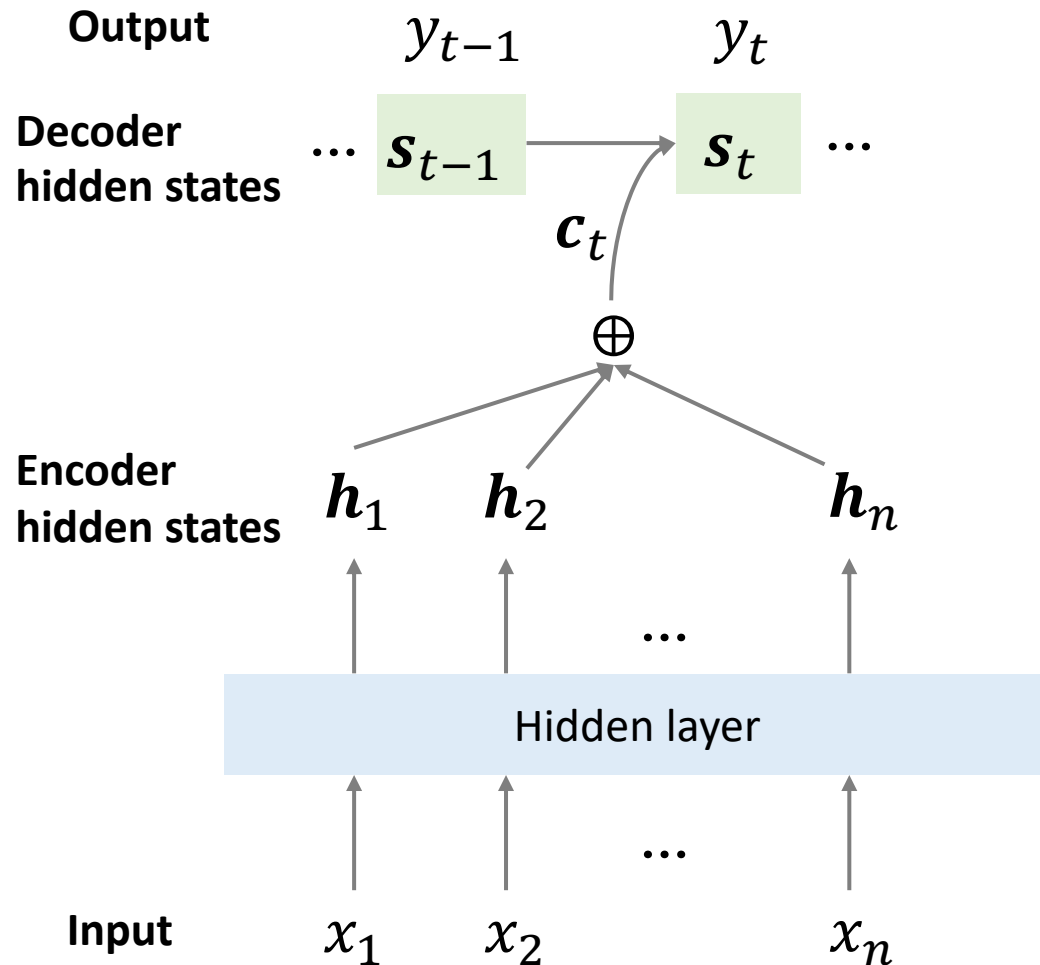 Output y_{t−1} y_t
Decoder
hidden states ... s_{t−1} s_t ...
c_t
⊕
Encoder
hidden states h_1 h_2 h_n
...
Hidden layer
...
Input x_1 x_2 x_n